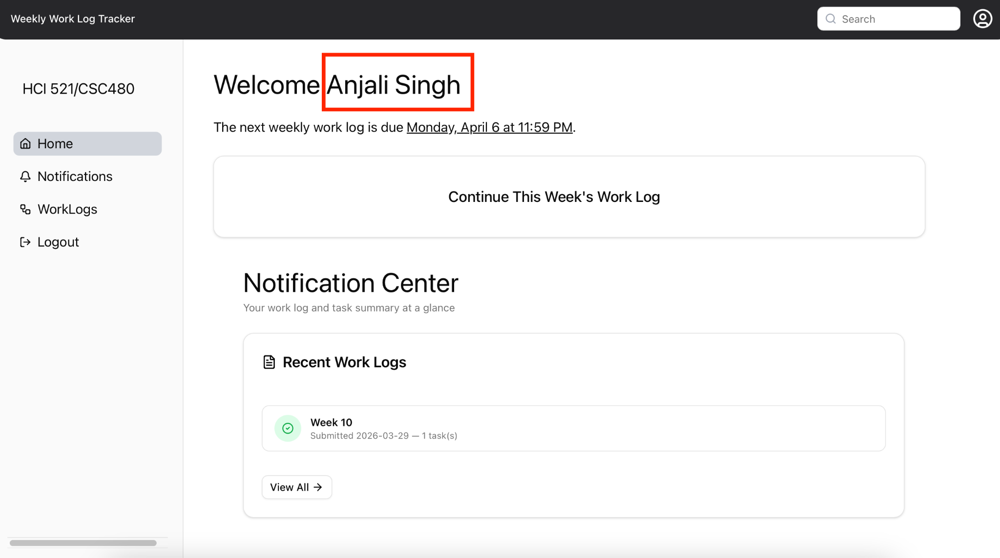 Weekly Work Log Tracker
Search
HCI 521/CSC480
Home
Notifications
WorkLogs
Logout
Welcome Anjali Singh
The next weekly work log is due Monday, April 6 at 11:59 PM.
Continue This Week's Work Log
Notification Center
Your work log and task summary at a glance
Recent Work Logs
Week 10
Submitted 2026-03-29 — 1 task(s)
View All →